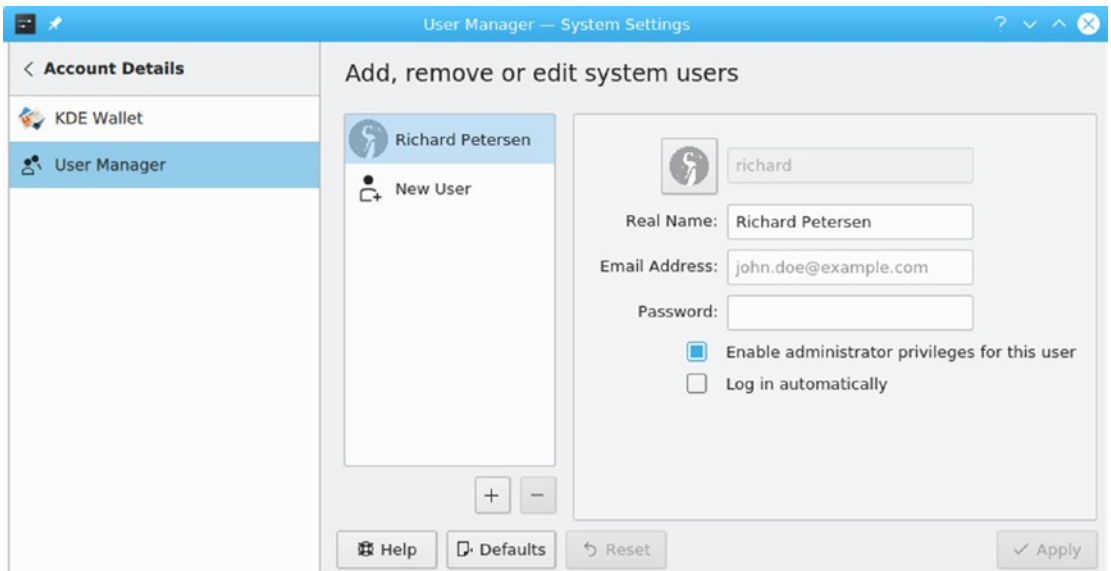 User Manager — System Settings
Account Details
KDE Wallet
User Manager
Add, remove or edit system users
Richard Petersen
New User
richard
Real Name: Richard Petersen
Email Address: john.doe@example.com
Password:
Enable administrator privileges for this user
Log in automatically
Help Defaults Reset Apply